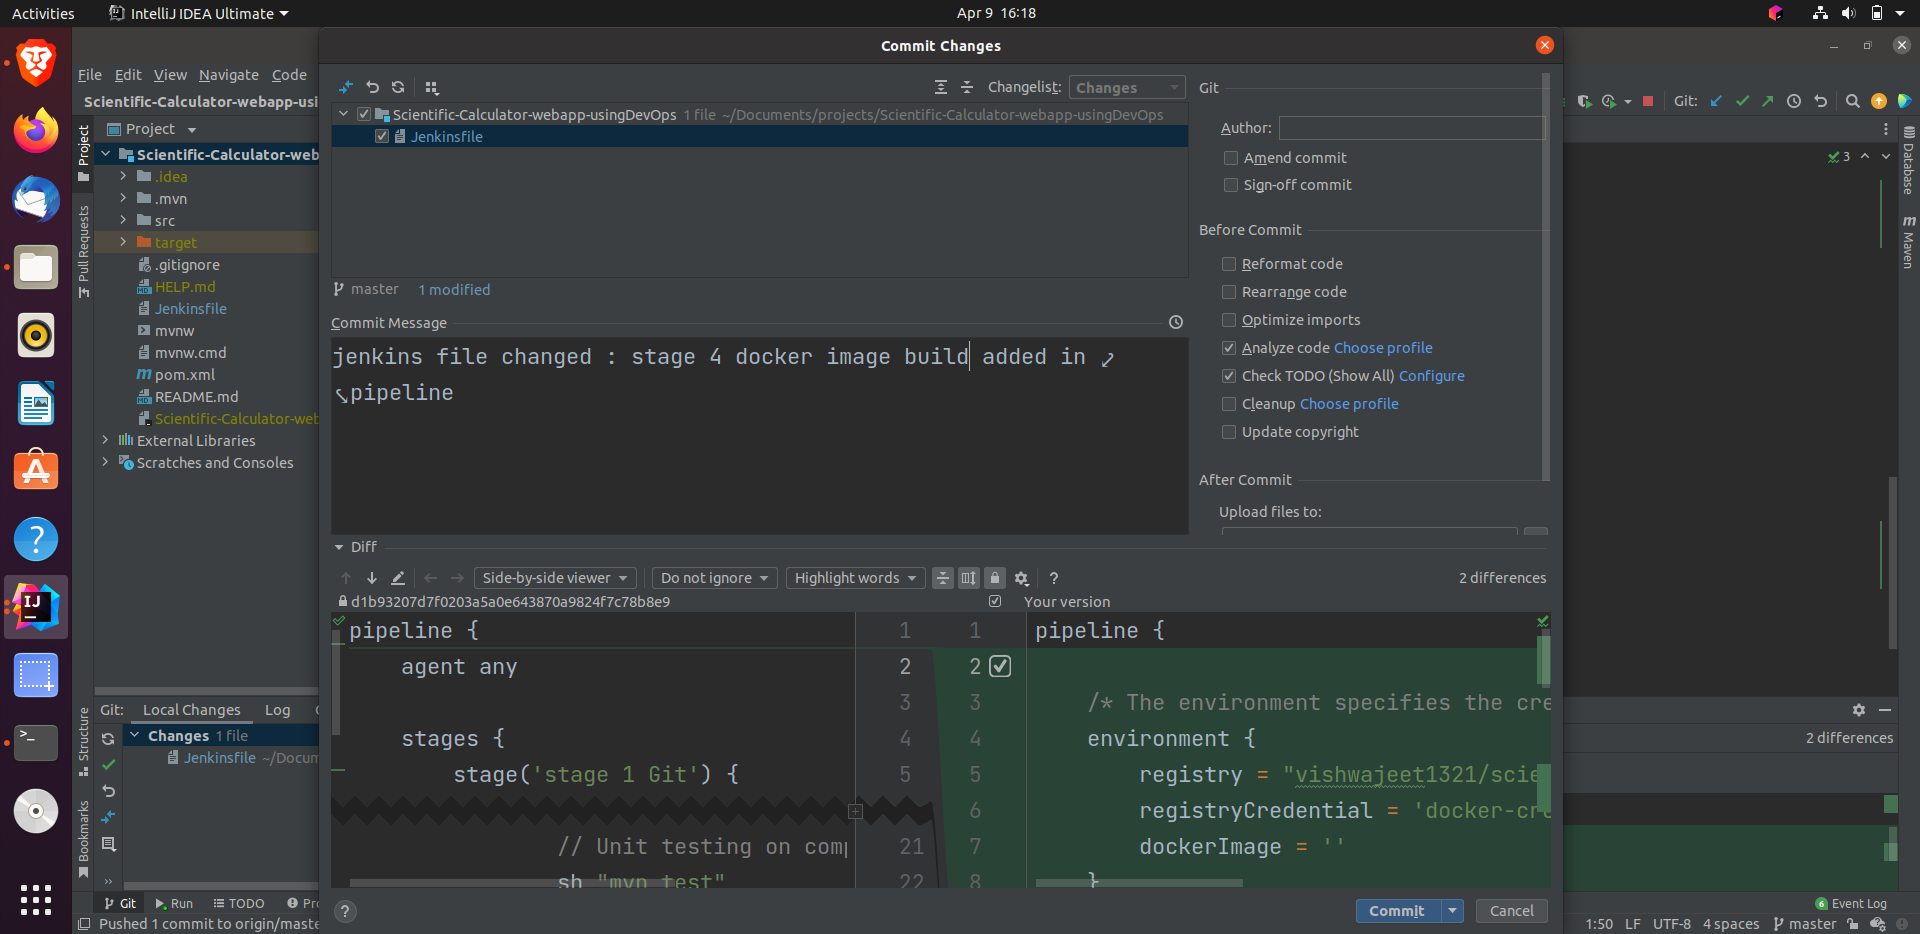 Activities
IntelliJ IDEA Ultimate
Apr 9 16:18
Commit Changes
File Edit View Navigate Code
Scientific-Calculator-webapp-usi
Project
Scientific-Calculator-web
.idea
.mvn
src
target
.gitignore
HELP.md
Jenkinsfile
mvnw
mvnw.cmd
pom.xml
README.md
Scientific-Calculator-wet
External Libraries
Scratches and Consoles
Project
Pull Requests
Structure
Bookmarks
Changelist: Changes
Scientific-Calculator-webapp-usingDevOps 1 file ~/Documents/projects/Scientific-Calculator-webapp-usingDevOps
Jenkinsfile
master 1 modified
Commit Message
jenkins file changed : stage 4 docker image build added in
pipeline
Git
Author:
Amend commit
Sign-off commit
Before Commit
Reformat code
Rearrange code
Optimize imports
Analyze code Choose profile
Check TODO (Show All) Configure
Cleanup Choose profile
Update copyright
After Commit
Upload files to:
Diff
Side-by-side viewer
Do not ignore
Highlight words
?
2 differences
d1b93207d7f0203a5a0e643870a9824f7c78b8e9
Your version
pipeline { 1
agent any 2
3
stages { 4
stage('stage 1 Git') { 5
// Unit testing on comp 21
sh "mvn test" 22
1 pipeline {
2
3 /* The environment specifies the cre
4 environment {
5 registry = "vishwajeet1321/scie
6 registryCredential = 'docker-cre
7 dockerImage = ''
8 }
Commit
Cancel
?
Git: Local Changes Log
Changes 1 file
Jenkinsfile ~/Docum
Git Run TODO Pro
Pushed 1 commit to origin/maste
Git:
3
Database
m Maven
2 differences
6 Event Log
1:50 LF UTF-8 4 spaces master